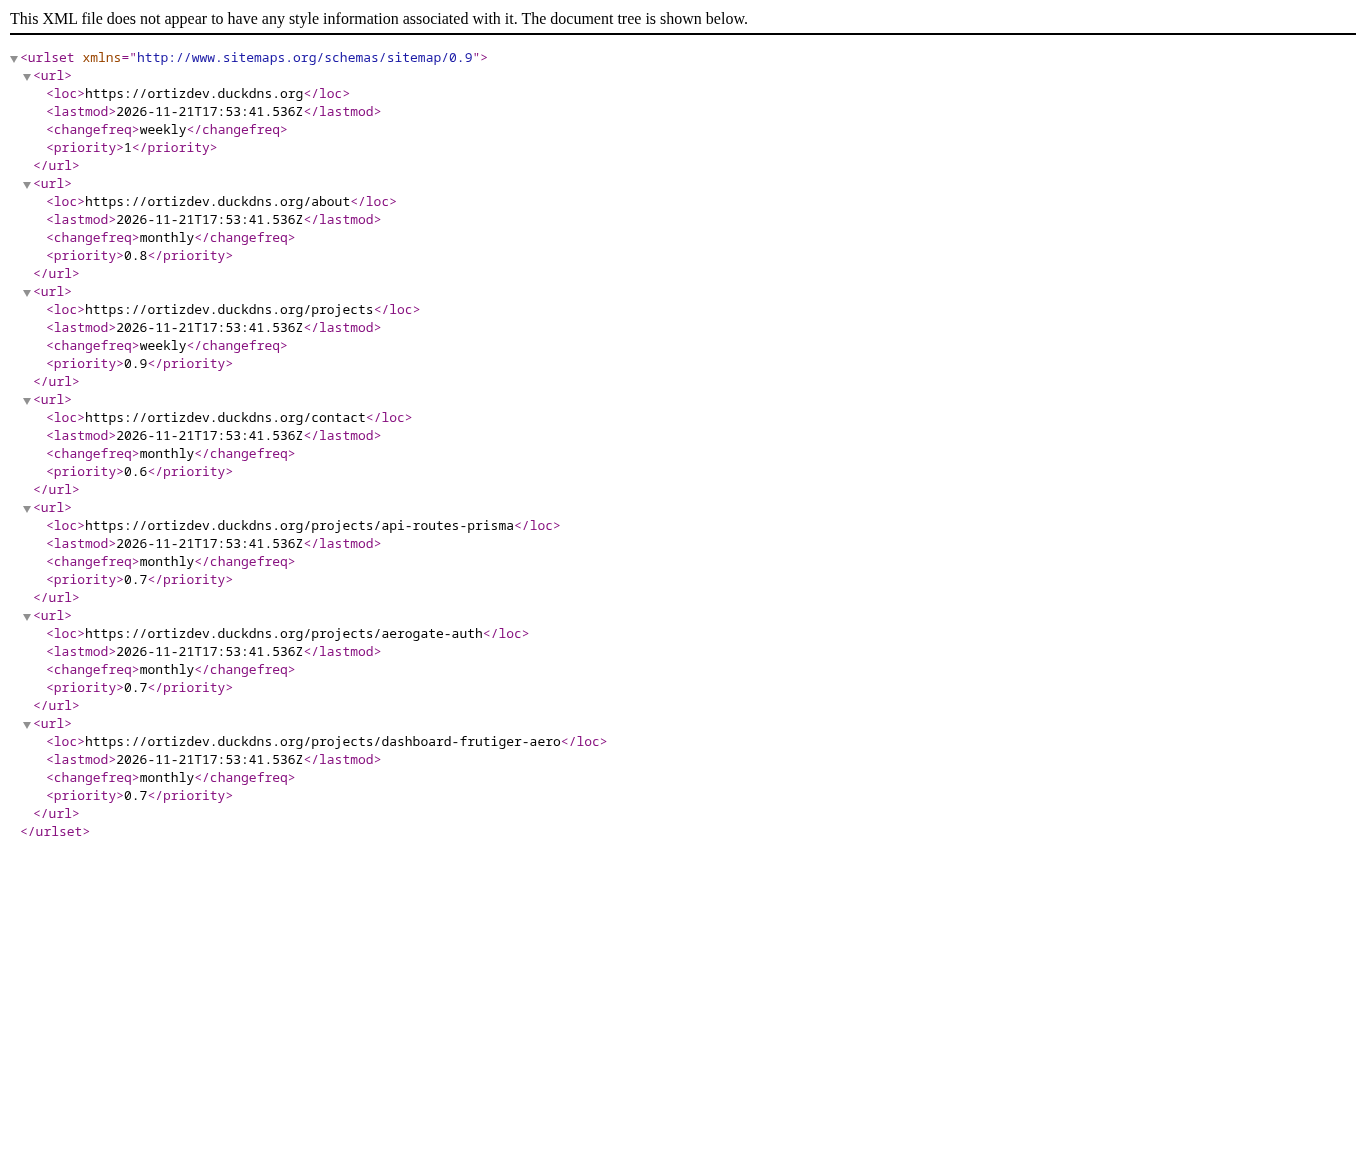 This XML file does not appear to have any style information associated with it. The document tree is shown below.
<urlset xmlns="http://www.sitemaps.org/schemas/sitemap/0.9">
<url>
<loc>https://ortizdev.duckdns.org</loc>
<lastmod>2026-11-21T17:53:41.536Z</lastmod>
<changefreq>weekly</changefreq>
<priority>1</priority>
</url>
<url>
<loc>https://ortizdev.duckdns.org/about</loc>
<lastmod>2026-11-21T17:53:41.536Z</lastmod>
<changefreq>monthly</changefreq>
<priority>0.8</priority>
</url>
<url>
<loc>https://ortizdev.duckdns.org/projects</loc>
<lastmod>2026-11-21T17:53:41.536Z</lastmod>
<changefreq>weekly</changefreq>
<priority>0.9</priority>
</url>
<url>
<loc>https://ortizdev.duckdns.org/contact</loc>
<lastmod>2026-11-21T17:53:41.536Z</lastmod>
<changefreq>monthly</changefreq>
<priority>0.6</priority>
</url>
<url>
<loc>https://ortizdev.duckdns.org/projects/api-routes-prisma</loc>
<lastmod>2026-11-21T17:53:41.536Z</lastmod>
<changefreq>monthly</changefreq>
<priority>0.7</priority>
</url>
<url>
<loc>https://ortizdev.duckdns.org/projects/aerogate-auth</loc>
<lastmod>2026-11-21T17:53:41.536Z</lastmod>
<changefreq>monthly</changefreq>
<priority>0.7</priority>
</url>
<url>
<loc>https://ortizdev.duckdns.org/projects/dashboard-frutiger-aero</loc>
<lastmod>2026-11-21T17:53:41.536Z</lastmod>
<changefreq>monthly</changefreq>
<priority>0.7</priority>
</url>
</urlset>